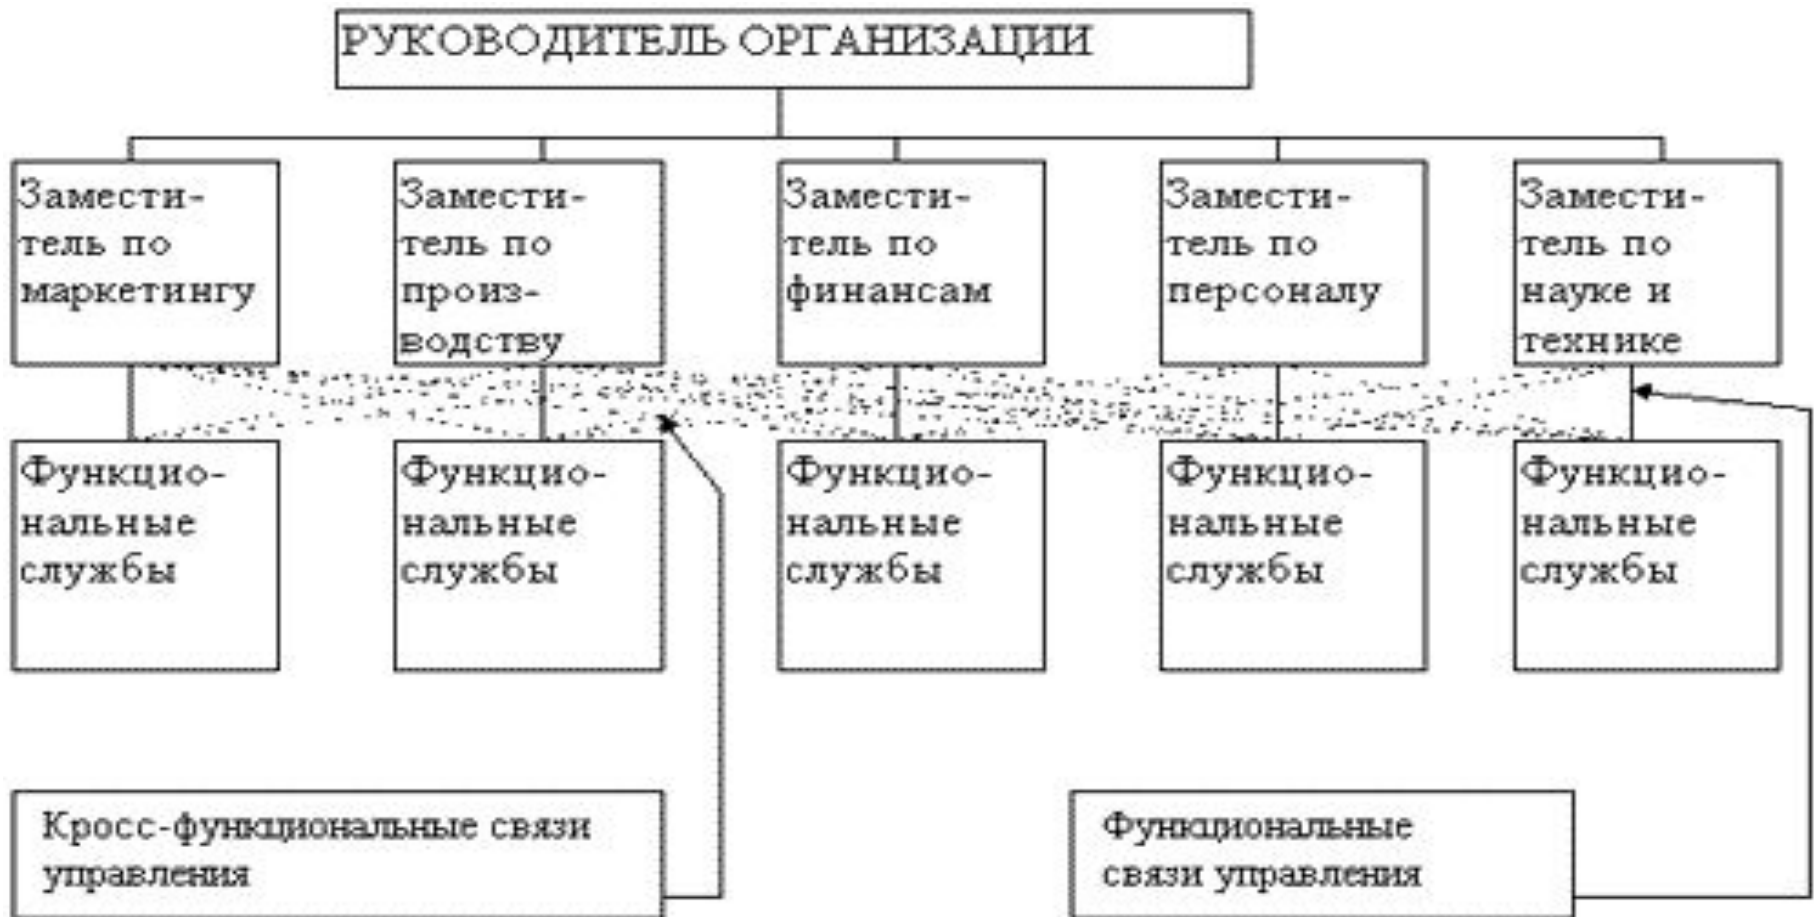 РУКОВОДИТЕЛЬ ОРГАНИЗАЦИИ
Замести-
тель по
маркетингу
Замести-
тель по
произ-
водству
Замести-
тель по
финансам
Замести-
тель по
персоналу
Замести-
тель по
науке и
технике
Функцио-
нальные
службы
Функцио-
нальные
службы
Функцио-
нальные
службы
Функцио-
нальные
службы
Функцио-
нальные
службы
Кросс-функциональные связи
управления
Функциональные
связи управления